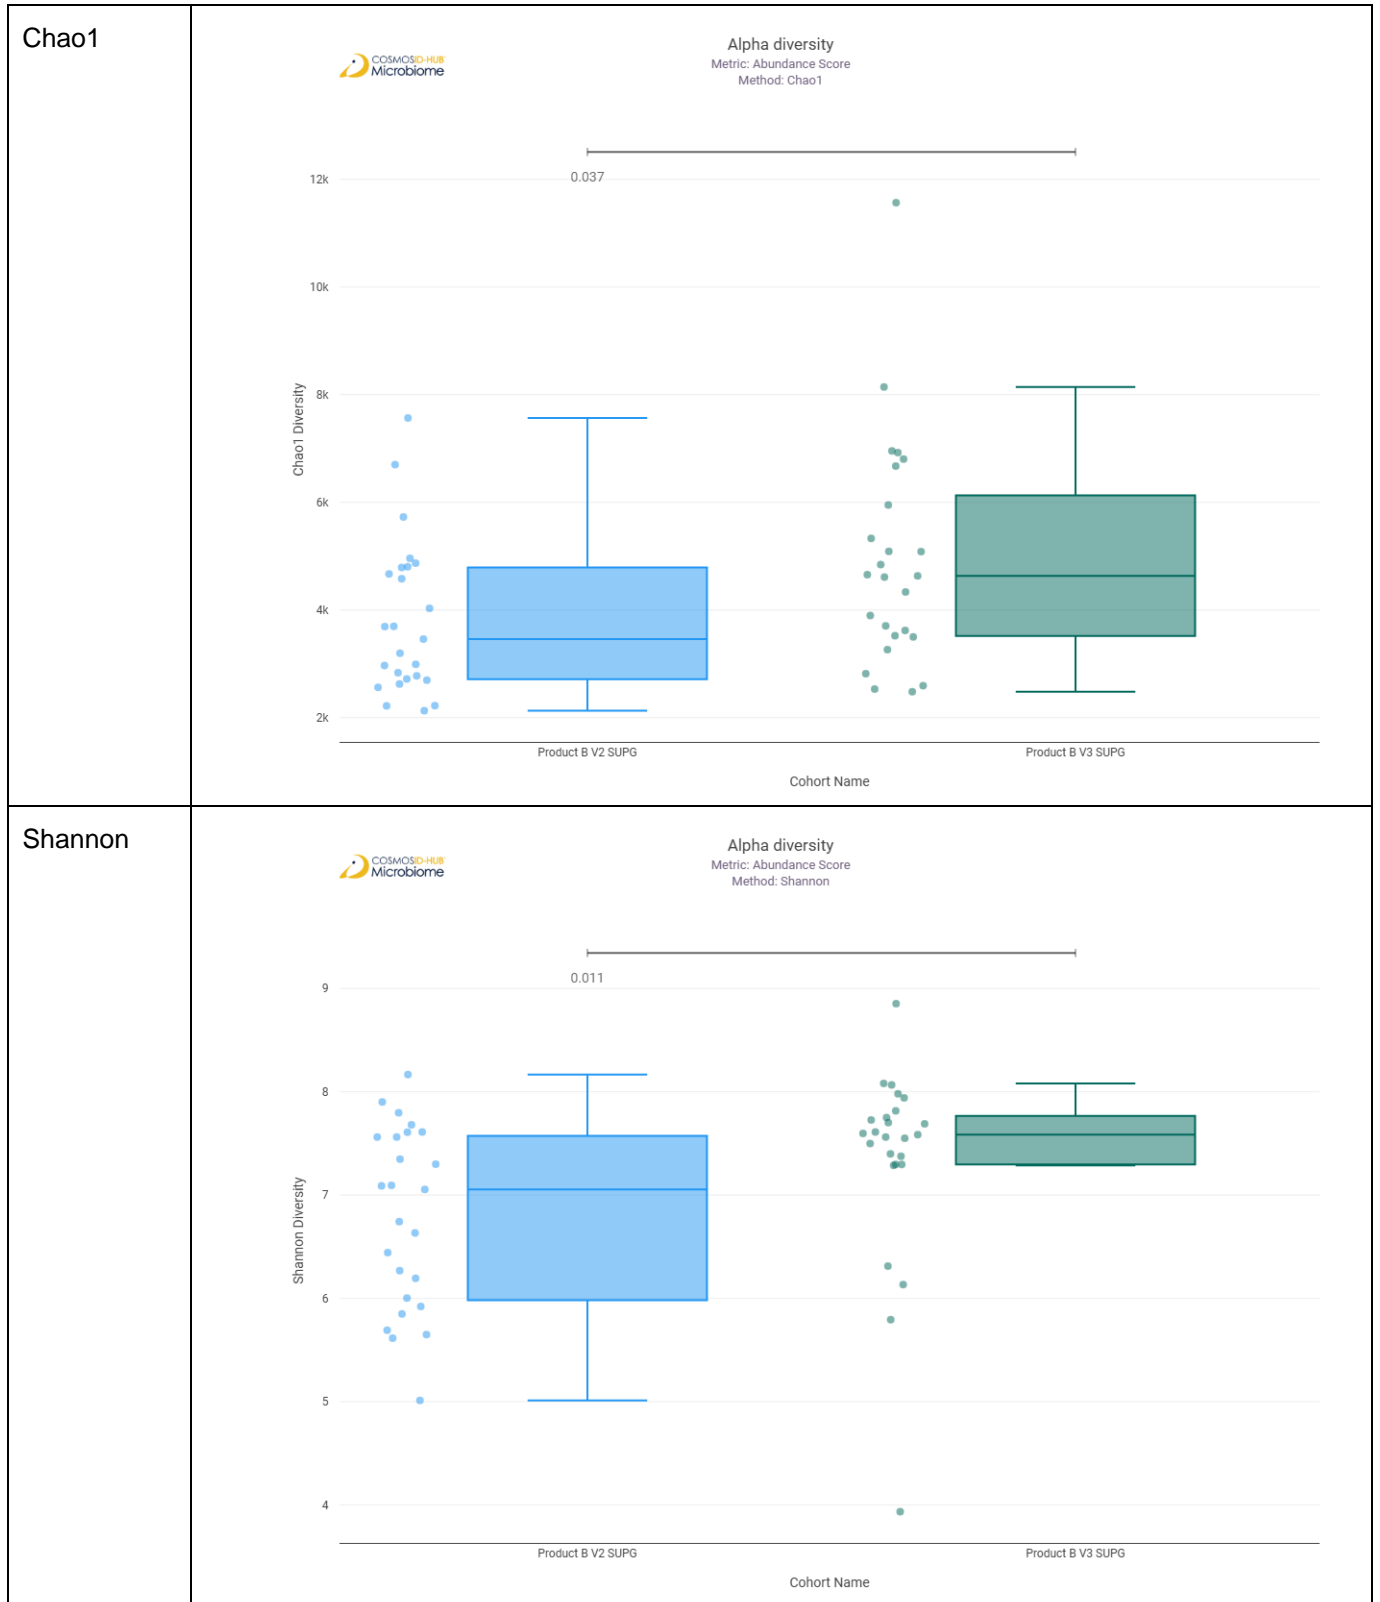 Chao1
COSMOSID-HUB
Microbiome
Alpha diversity
Metric: Abundance Score
Method: Chao1
0.037
12k
10k
8k
6k
4k
2k
Chao1 Diversity
Product B V2 SUPG
Product B V3 SUPG
Cohort Name
Shannon
COSMOSID-HUB
Microbiome
Alpha diversity
Metric: Abundance Score
Method: Shannon
0.011
9
8
7
6
5
4
Shannon Diversity
Product B V2 SUPG
Product B V3 SUPG
Cohort Name